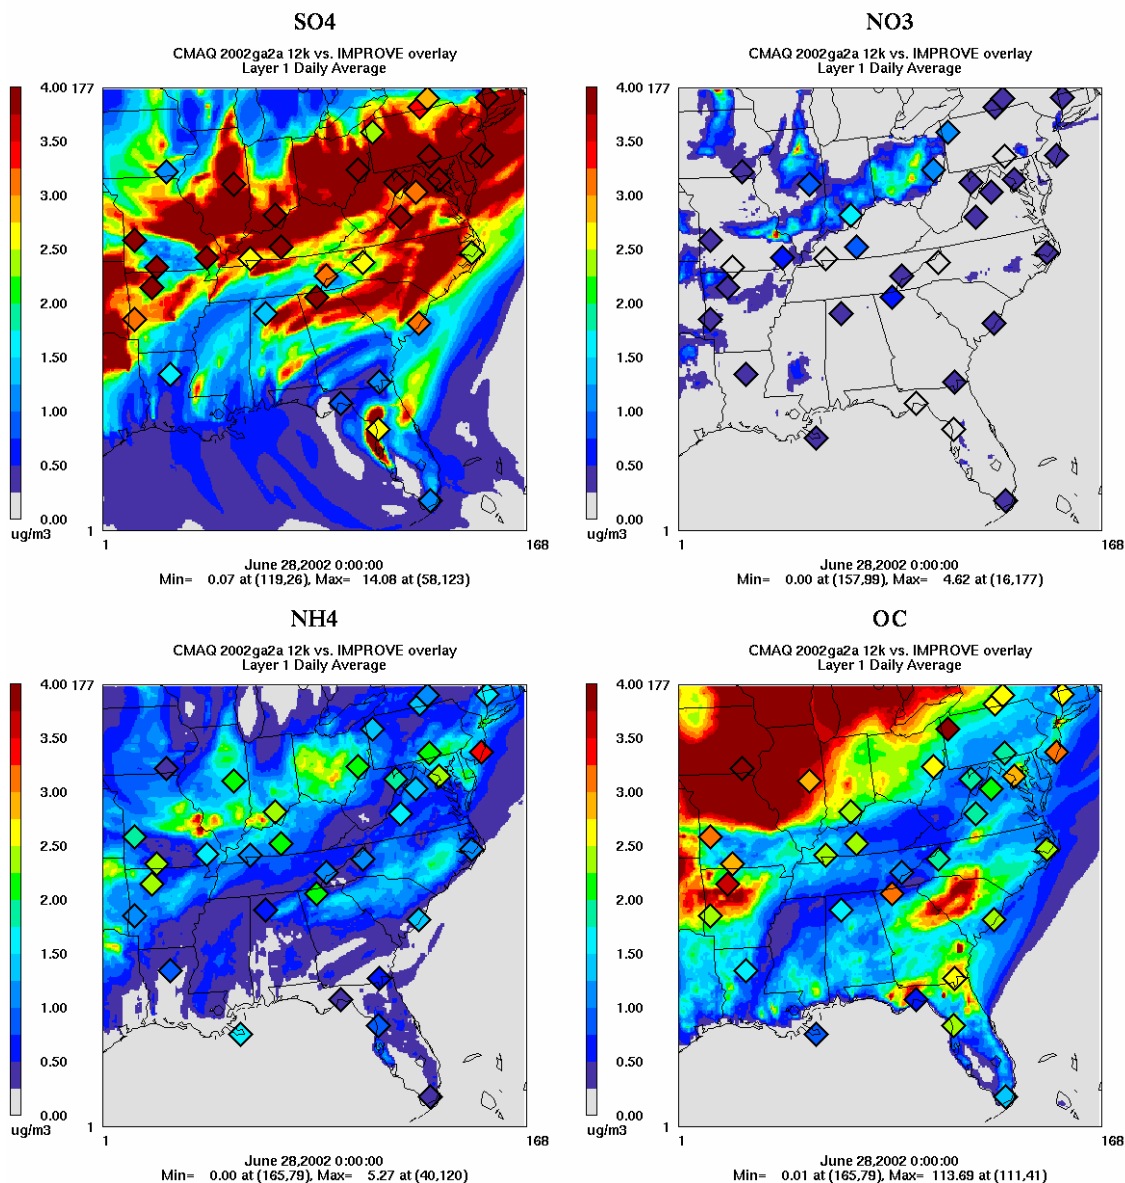 SO4
CMAQ 2002ga2a 12k vs. IMPROVE overlay
Layer 1 Daily Average
4.00 177
3.50
3.00
2.50
2.00
1.50
1.00
0.50
0.00
ug/m3
1
1 168
June 28,2002 0:00:00
Min= 0.07 at (119,26), Max= 14.08 at (58,123)
NO3
CMAQ 2002ga2a 12k vs. IMPROVE overlay
Layer 1 Daily Average
4.00 177
3.50
3.00
2.50
2.00
1.50
1.00
0.50
0.00
ug/m3
1
1 168
June 28,2002 0:00:00
Min= 0.00 at (157,99), Max= 4.62 at (16,177)
NH4
CMAQ 2002ga2a 12k vs. IMPROVE overlay
Layer 1 Daily Average
4.00 177
3.50
3.00
2.50
2.00
1.50
1.00
0.50
0.00
ug/m3
1
1 168
June 28,2002 0:00:00
Min= 0.00 at (165,79), Max= 5.27 at (40,120)
OC
CMAQ 2002ga2a 12k vs. IMPROVE overlay
Layer 1 Daily Average
4.00 177
3.50
3.00
2.50
2.00
1.50
1.00
0.50
0.00
ug/m3
1
1 168
June 28,2002 0:00:00
Min= 0.01 at (165,79), Max= 113.69 at (111,41)